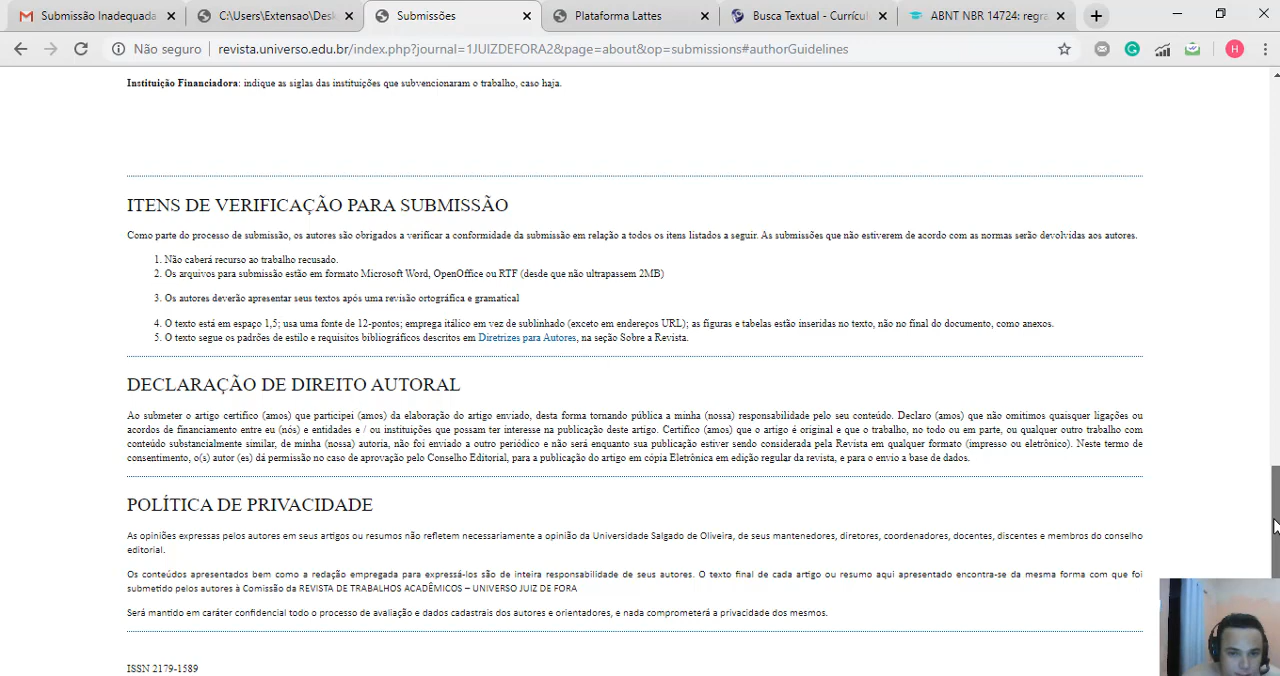 Submissão Inadequada
C:\Users\Extensao\Des
Submissões
Plataforma Lattes
Busca Textual - Currícu
ABNT NBR 14724: regra
Não seguro
revista.universo.edu.br/index.php?journal=1JUIZDEFORA2&page=about&op=submissions#authorGuidelines
H
Instituição Financiadora: indique as siglas das instituições que subvencionaram o trabalho, caso haja.
ITENS DE VERIFICAÇÃO PARA SUBMISSÃO
Como parte do processo de submissão, os autores são obrigados a verificar a conformidade da submissão em relação a todos os itens listados a seguir. As submissões que não estiverem de acordo com as normas serão devolvidas aos autores.
1. Não caberá recurso ao trabalho recusado.
2. Os arquivos para submissão estão em formato Microsoft Word, OpenOffice ou RTF (desde que não ultrapassem 2MB)
3. Os autores deverão apresentar seus textos após uma revisão ortográfica e gramatical
4. O texto está em espaço 1,5; usa uma fonte de 12-pontos; emprega itálico em vez de sublinhado (exceto em endereços URL); as figuras e tabelas estão inseridas no texto, não no final do documento, como anexos.
5. O texto segue os padrões de estilo e requisitos bibliográficos descritos em Diretrizes para Autores, na seção Sobre a Revista.
DECLARAÇÃO DE DIREITO AUTORAL
Ao submeter o artigo certifico (amos) que participei (amos) da elaboração do artigo enviado, desta forma tornando pública a minha (nossa) responsabilidade pelo seu conteúdo. Declaro (amos) que não omitimos quaisquer ligações ou
acordos de financiamento entre eu (nós) e entidades e / ou instituições que possam ter interesse na publicação deste artigo. Certifico (amos) que o artigo é original e que o trabalho, no todo ou em parte, ou qualquer outro trabalho com
conteúdo substancialmente similar, de minha (nossa) autoria, não foi enviado a outro periódico e não será enquanto sua publicação estiver sendo considerada pela Revista em qualquer formato (impresso ou eletrônico). Neste termo de
consentimento, o(s) autor (es) dá permissão no caso de aprovação pelo Conselho Editorial, para a publicação do artigo em cópia Eletrônica em edição regular da revista, e para o envio a base de dados.
POLÍTICA DE PRIVACIDADE
As opiniões expressas pelos autores em seus artigos ou resumos não refletem necessariamente a opinião da Universidade Salgado de Oliveira, de seus mantenedores, diretores, coordenadores, docentes, discentes e membros do conselho
editorial.
Os conteúdos apresentados bem como a redação empregada para expressá-los são de inteira responsabilidade de seus autores. O texto final de cada artigo ou resumo aqui apresentado encontra-se da mesma forma com que foi
submetido pelos autores à Comissão da REVISTA DE TRABALHOS ACADÊMICOS – UNIVERSO JUIZ DE FORA
Será mantido em caráter confidencial todo o processo de avaliação e dados cadastrais dos autores e orientadores, e nada comprometerá a privacidade dos mesmos.
ISSN 2179-1589